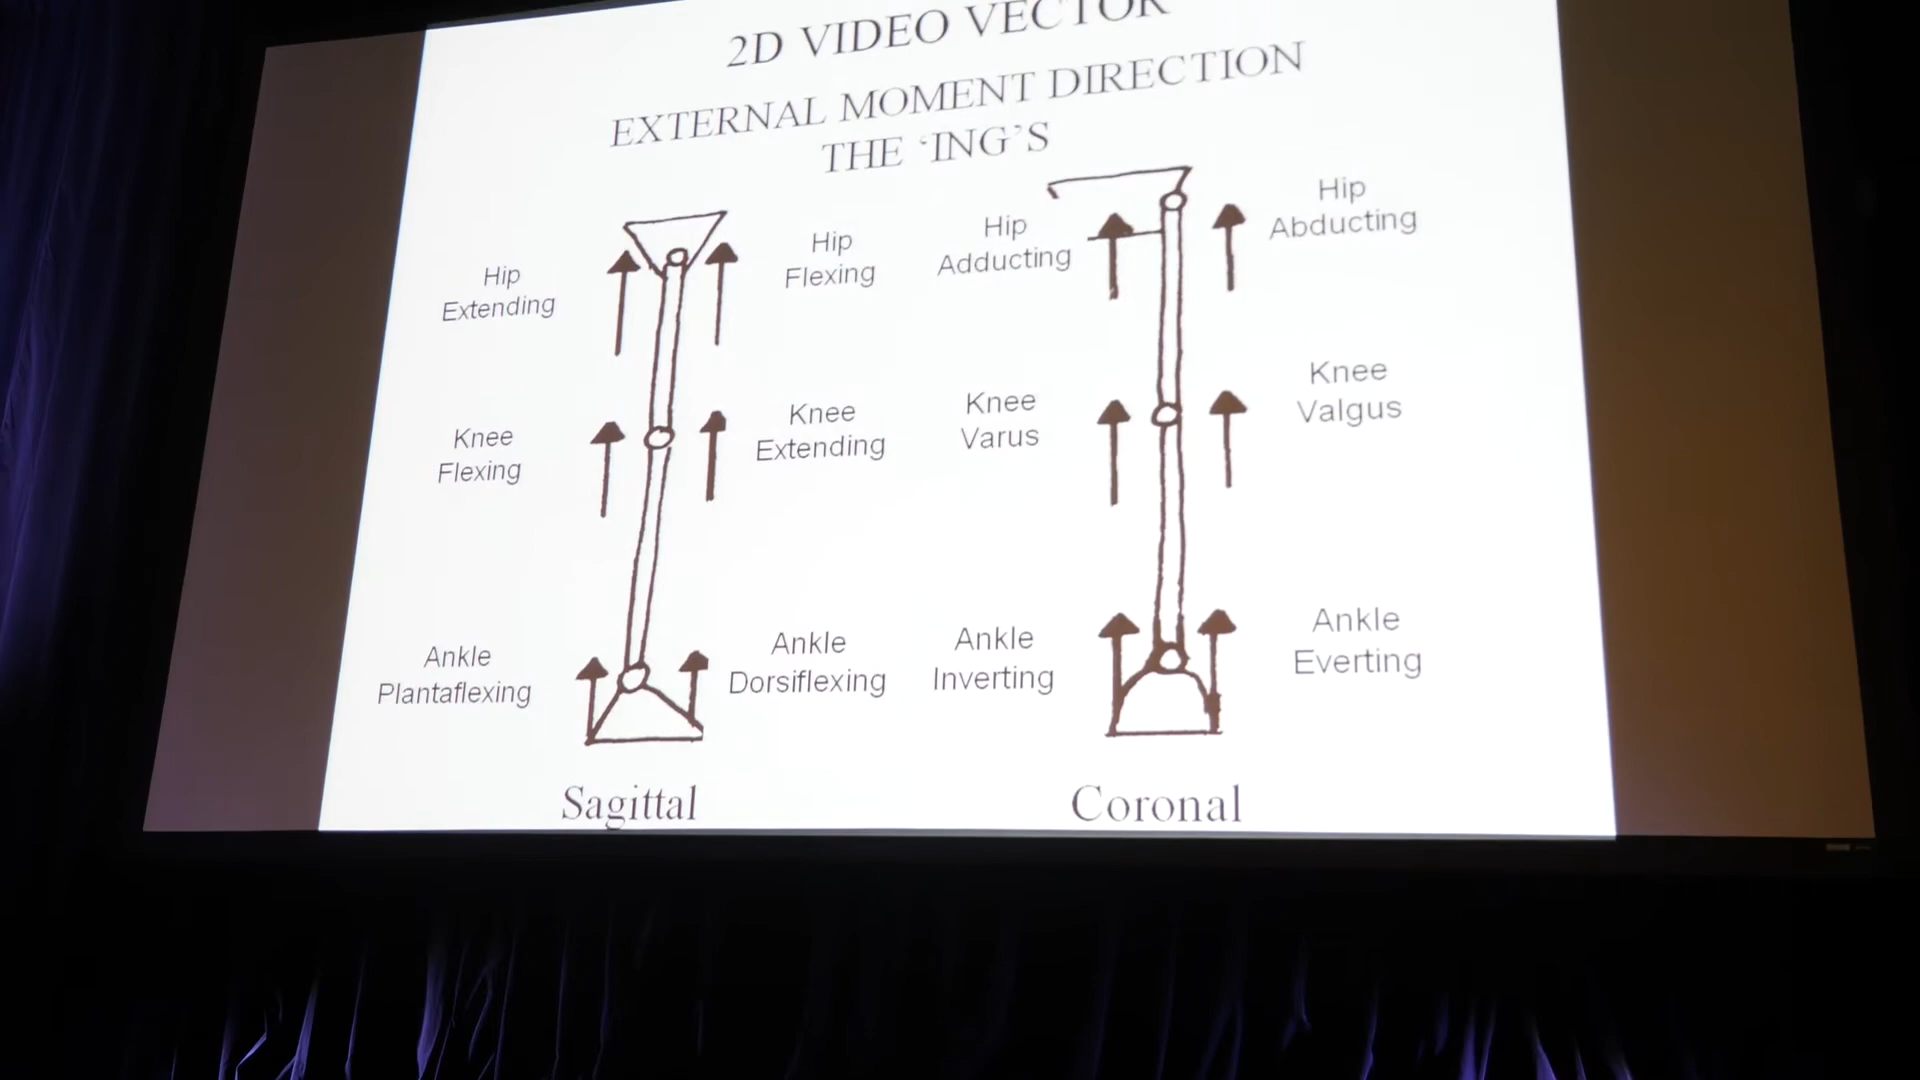 2D VIDEO VECTOR
EXTERNAL MOMENT DIRECTION
THE ‘ING’S
Hip
Extending
Hip
Flexing
Knee
Flexing
Knee
Extending
Ankle
Plantaflexing
Ankle
Dorsiflexing
Sagittal
Hip
Adducting
Hip
Abducting
Knee
Varus
Knee
Valgus
Ankle
Inverting
Ankle
Everting
Coronal